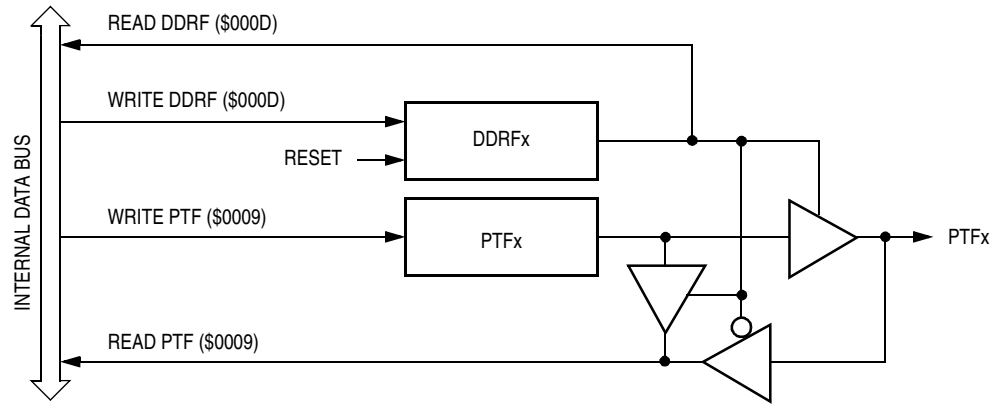 READ DDRF ($000D)
WRITE DDRF ($000D)
DDRFx
RESET
INTERNAL DATA BUS
WRITE PTF ($0009)
PTFx
PTFx
READ PTF ($0009)